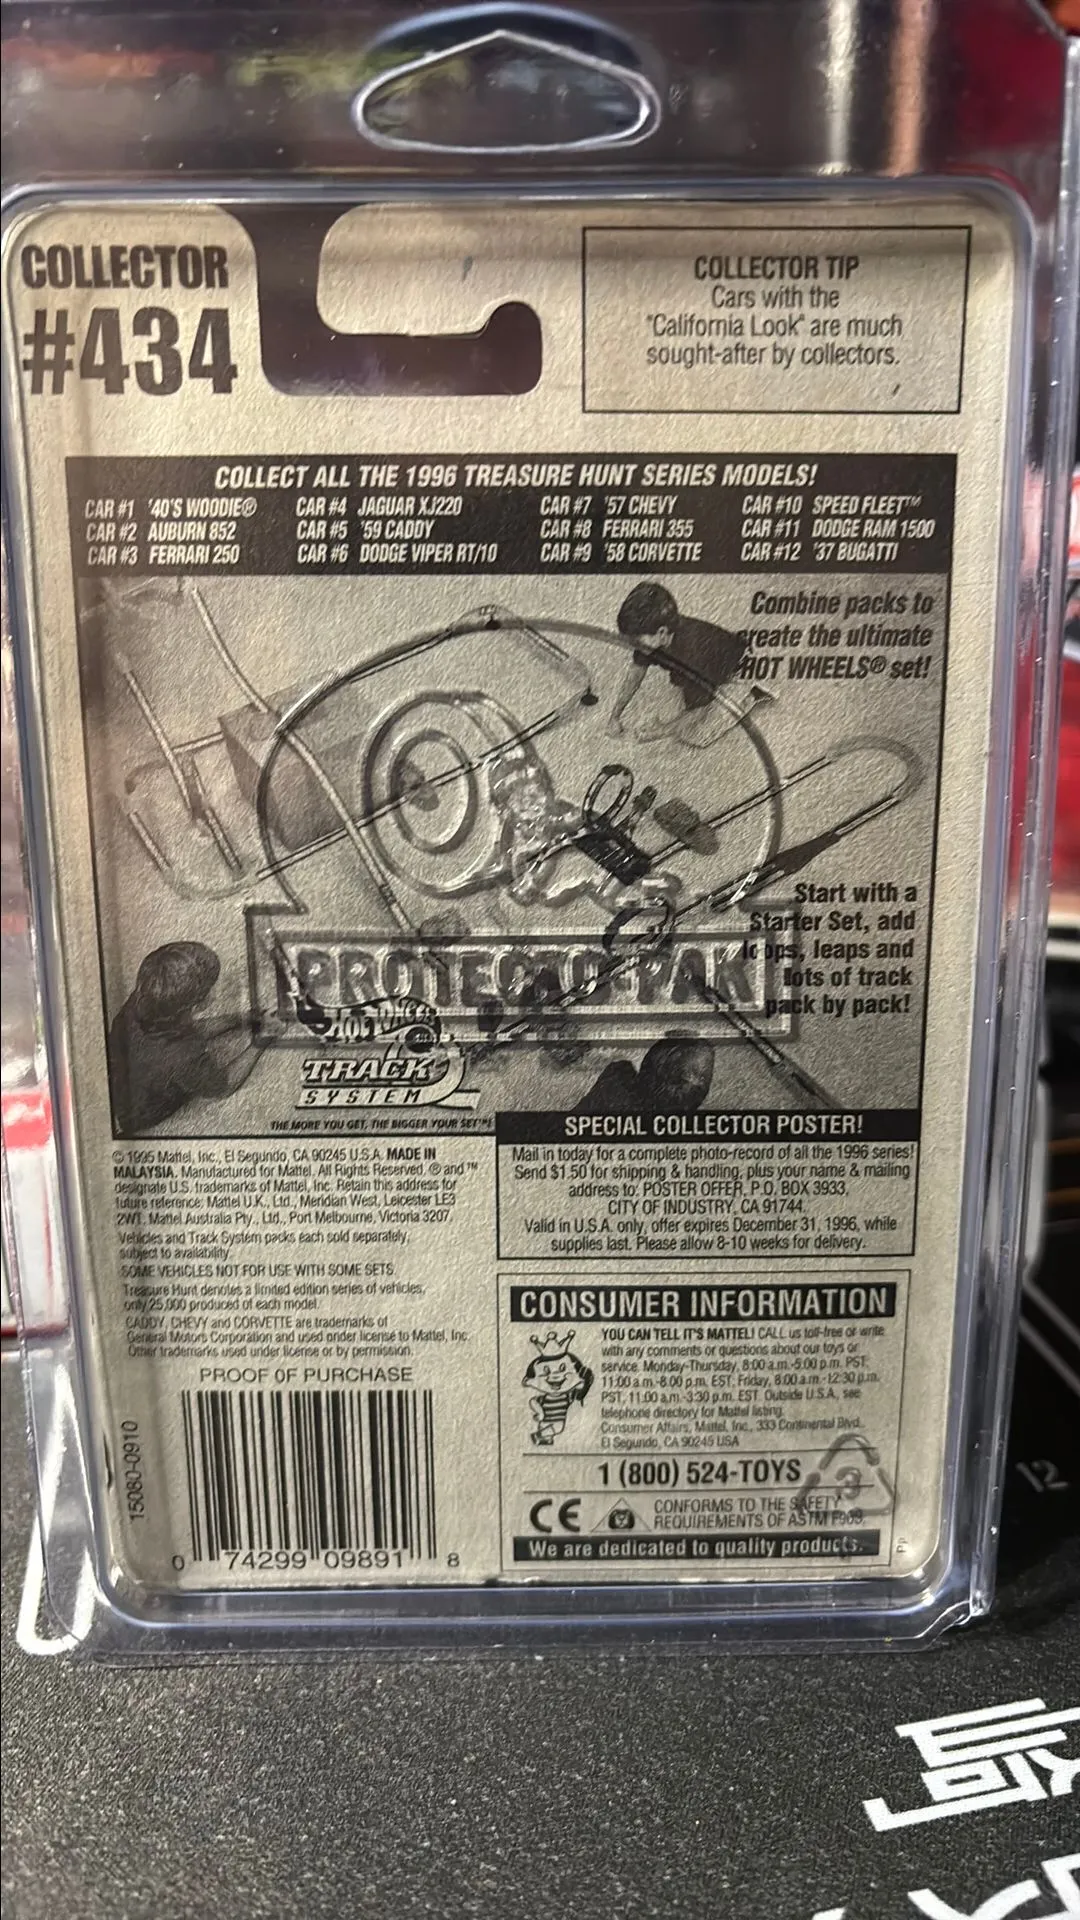 COLLECTOR
#434
COLLECTOR TIP
Cars with the
"California Look" are much
sought-after by collectors.
COLLECT ALL THE 1996 TREASURE HUNT SERIES MODELS!
CAR #1 '40'S WOODIE® CAR #4 JAGUAR XJ220 CAR #7 '57 CHEVY CAR #10 SPEED FLEET™
CAR #2 AUBURN 852 CAR #5 '59 CADDY CAR #8 FERRARI 355 CAR #11 DODGE RAM 1500
CAR #3 FERRARI 250 CAR #6 DODGE VIPER RT/10 CAR #9 '58 CORVETTE CAR #12 '37 BUGATTI
Combine packs to
create the ultimate
HOT WHEELS® set!
Start with a
Starter Set, add
loops, leaps and
lots of track
pack by pack!
PROTECTO-PAK
HOT WHEELS
TRACK
SYSTEM
THE MORE YOU GET, THE BIGGER YOUR SET™!
© 1995 Mattel, Inc., El Segundo, CA 90245 U.S.A. MADE IN
MALAYSIA. Manufactured for Mattel. All Rights Reserved. ® and ™
designate U.S. trademarks of Mattel, Inc. Retain this address for
future reference: Mattel U.K., Ltd., Meridian West, Leicester LE3
2WT. Mattel Australia Pty., Ltd., Port Melbourne, Victoria 3207.
Vehicles and Track System packs each sold separately,
subject to availability.
SOME VEHICLES NOT FOR USE WITH SOME SETS.
Treasure Hunt denotes a limited edition series of vehicles,
only 25,000 produced of each model.
CADDY, CHEVY and CORVETTE are trademarks of
General Motors Corporation and used under license to Mattel, Inc.
Other trademarks used under license or by permission.
PROOF OF PURCHASE
15080-0910
0 74299 09891 8
SPECIAL COLLECTOR POSTER!
Mail in today for a complete photo-record of all the 1996 series!
Send $1.50 for shipping & handling, plus your name & mailing
address to: POSTER OFFER, P.O. BOX 3933,
CITY OF INDUSTRY, CA 91744.
Valid in U.S.A. only, offer expires December 31, 1996, while
supplies last. Please allow 8-10 weeks for delivery.
CONSUMER INFORMATION
YOU CAN TELL IT'S MATTEL! CALL us toll-free or write
with any comments or questions about our toys or
service. Monday-Thursday, 8:00 a.m.-5:00 p.m. PST,
11:00 a.m.-8:00 p.m. EST; Friday, 8:00 a.m.-12:30 p.m.
PST, 11:00 a.m.-3:30 p.m. EST. Outside U.S.A., see
telephone directory for Mattel listing.
Consumer Affairs, Mattel, Inc., 333 Continental Blvd.
El Segundo, CA 90245 USA
1 (800) 524-TOYS
3
CE CONFORMS TO THE SAFETY
REQUIREMENTS OF ASTM F963.
We are dedicated to quality products.
Pp
12